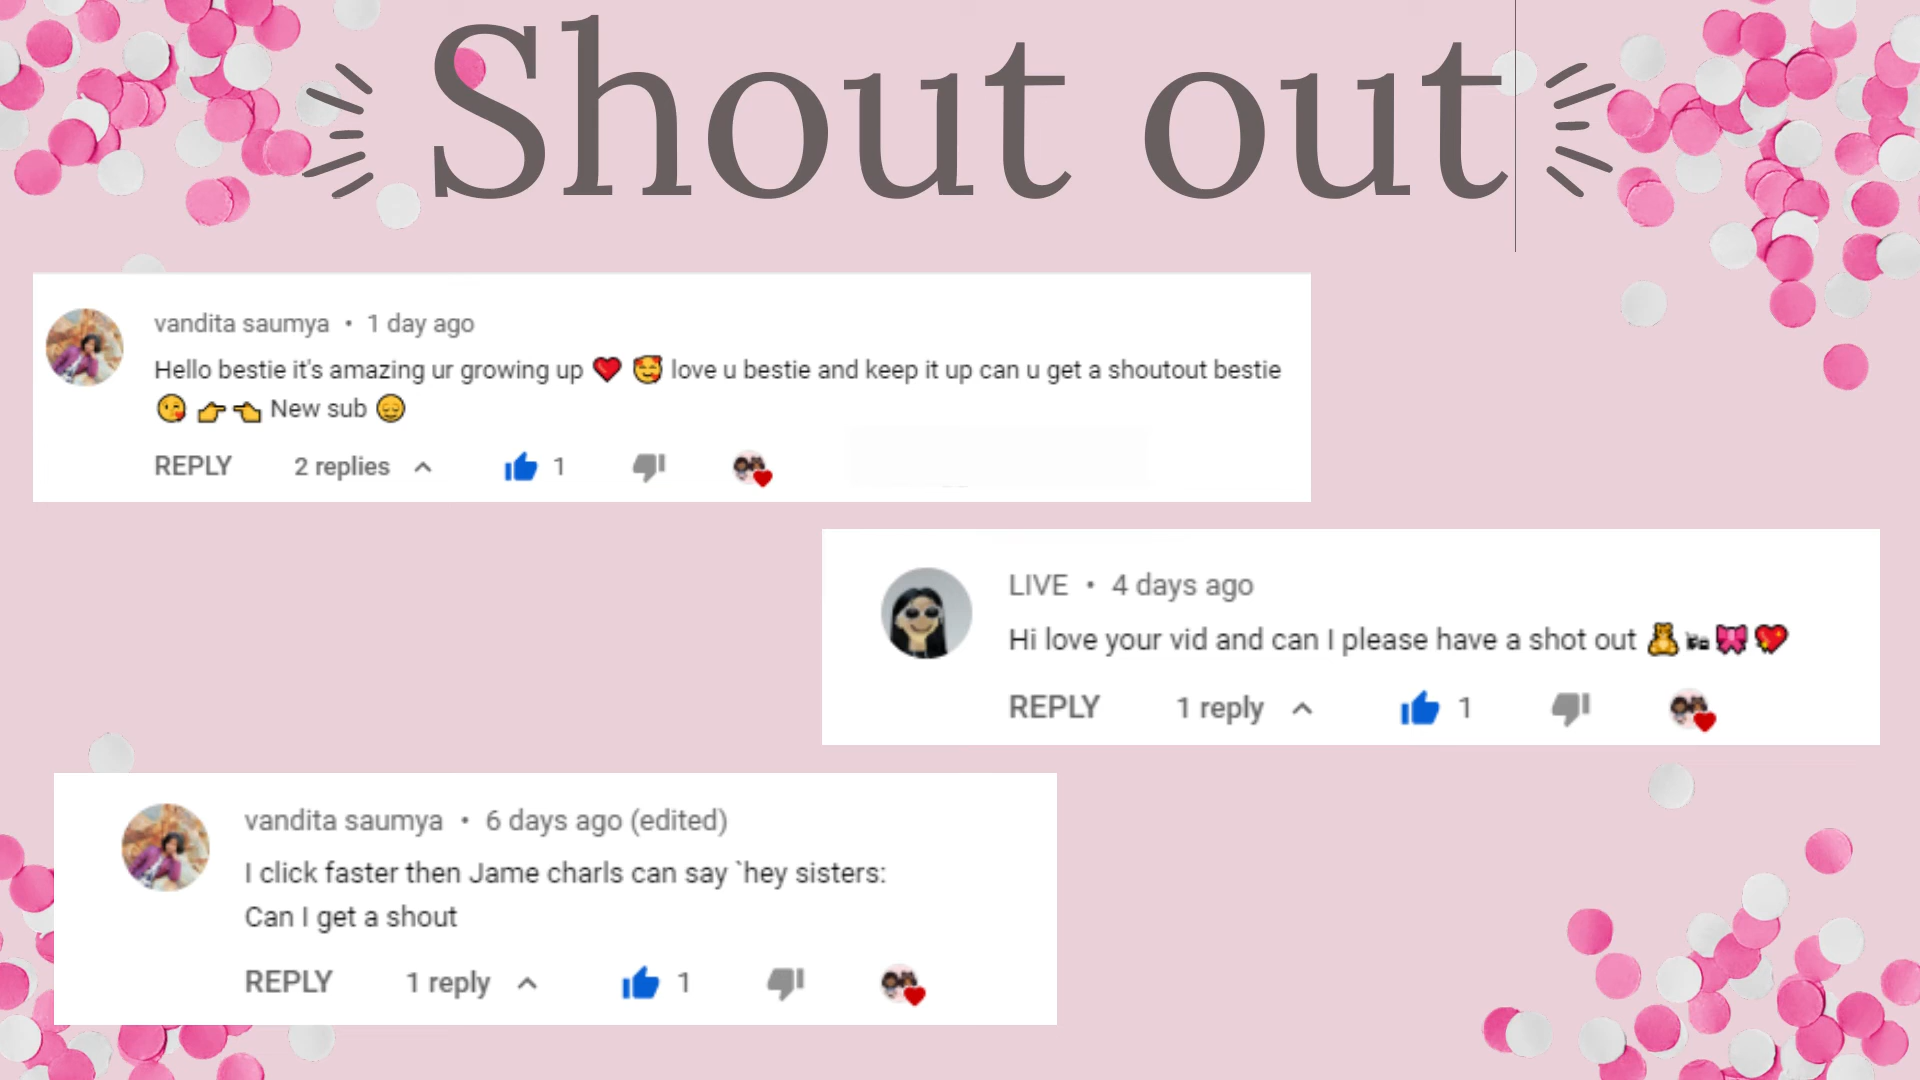 Shout out
vandita saumya • 1 day ago
Hello bestie it's amazing ur growing up ❤️ 🥰 love u bestie and keep it up can u get a shoutout bestie
😘 👉👈 New sub 😑
REPLY 2 replies 1
LIVE • 4 days ago
Hi love your vid and can I please have a shot out 🧸🍼🎀💖
REPLY 1 reply 1
vandita saumya • 6 days ago (edited)
I click faster then Jame charls can say `hey sisters:
Can I get a shout
REPLY 1 reply 1